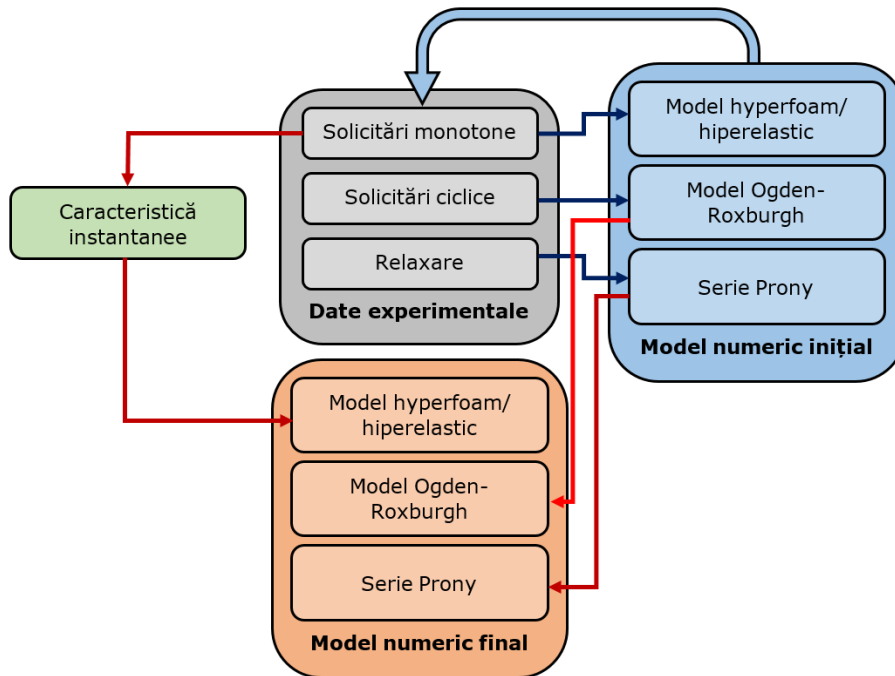 Solicitări monotone
Solicitări ciclice
Relaxare
Date experimentale
Model hyperfoam/
hiperelastic
Model Ogden-
Roxburgh
Serie Prony
Model numeric inițial
Caracteristică
instantanee
Model hyperfoam/
hiperelastic
Model Ogden-
Roxburgh
Serie Prony
Model numeric final